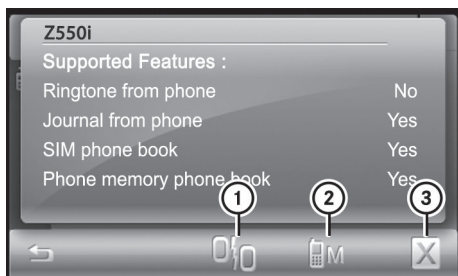 Z550i
Supported Features :
Ringtone from phone No
Journal from phone Yes
SIM phone book Yes
Phone memory phone book Yes
1 2 3
M X